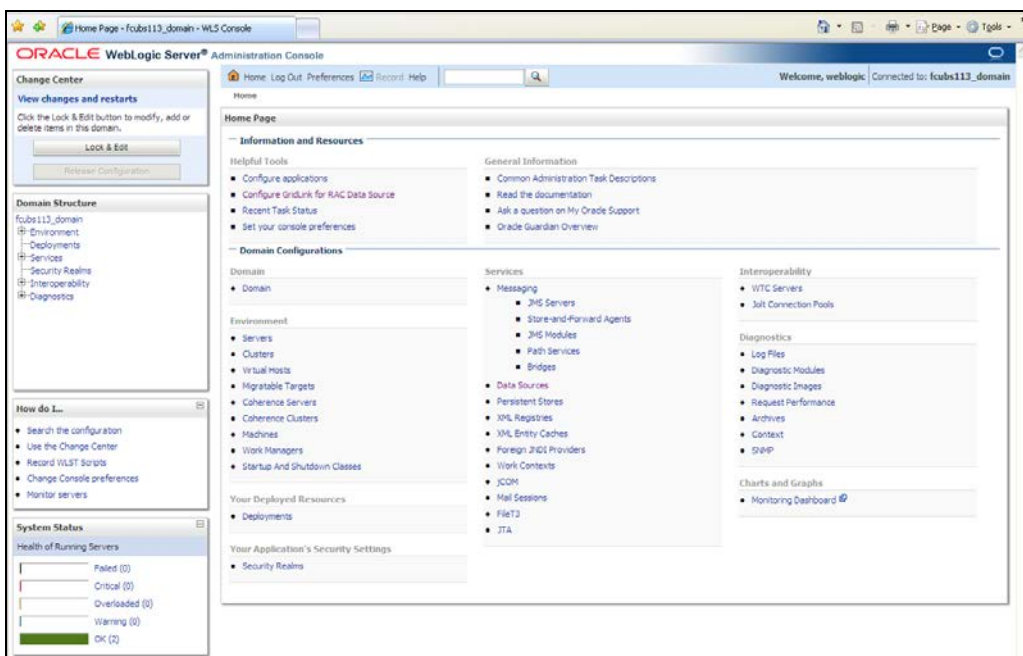 Home Page - fcubs113_domain - WLS Console
Page
Tools
ORACLE WebLogic Server® Administration Console
Change Center
View changes and restarts
Click the Lock & Edit button to modify, add or
delete items in this domain.
Lock & Edit
Release Configuration
Domain Structure
fcubs113_domain
Environment
Deployments
Services
Security Realms
Interoperability
Diagnostics
How do I...
Search the configuration
Use the Change Center
Record WLST Scripts
Change Console preferences
Monitor servers
System Status
Health of Running Servers
Failed (0)
Critical (0)
Overloaded (0)
Warning (0)
OK (2)
Home Log Out Preferences Record Help
Welcome, weblogic Connected to: fcubs113_domain
Home
Home Page
Information and Resources
Helpful Tools
Configure applications
Configure GridLink for RAC Data Source
Recent Task Status
Set your console preferences
General Information
Common Administration Task Descriptions
Read the documentation
Ask a question on My Oracle Support
Oracle Guardian Overview
Domain Configurations
Domain
Domain
Environment
Servers
Clusters
Virtual Hosts
Migratable Targets
Coherence Servers
Coherence Clusters
Machines
Work Managers
Startup And Shutdown Classes
Your Deployed Resources
Deployments
Your Application's Security Settings
Security Realms
Services
Messaging
JMS Servers
Store-and-Forward Agents
JMS Modules
Path Services
Bridges
Data Sources
Persistent Stores
XML Registries
XML Entity Caches
Foreign JNDI Providers
Work Contexts
jCOM
Mail Sessions
FileT3
JTA
Interoperability
WTC Servers
Jolt Connection Pools
Diagnostics
Log Files
Diagnostic Modules
Diagnostic Images
Request Performance
Archives
Context
SNMP
Charts and Graphs
Monitoring Dashboard